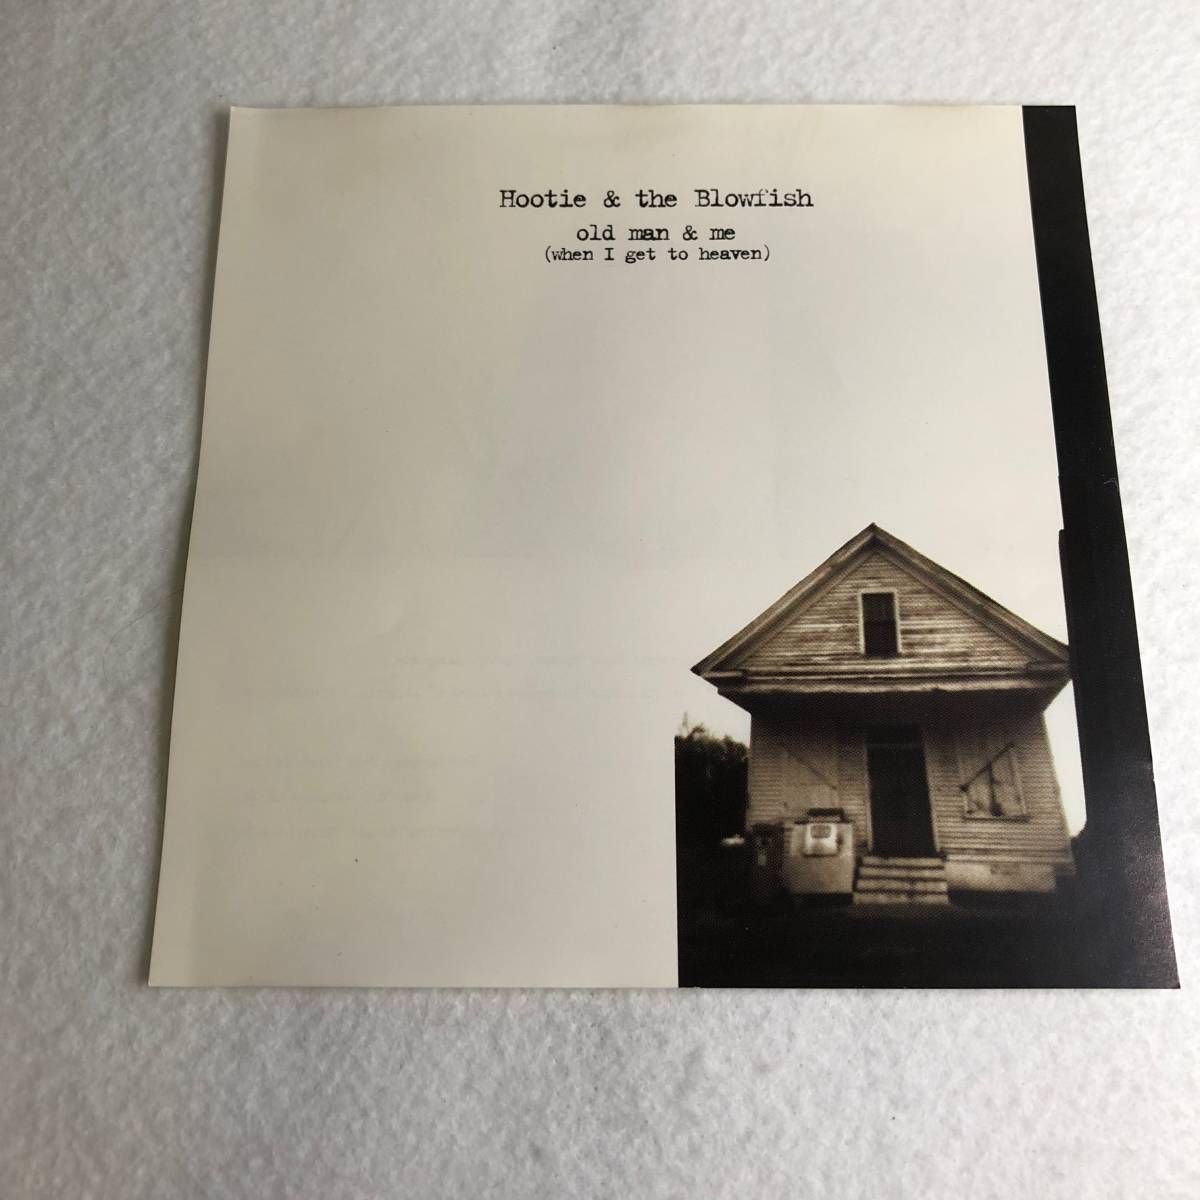 Hootie & the Blowfish
old man & me
(when I get to heaven)